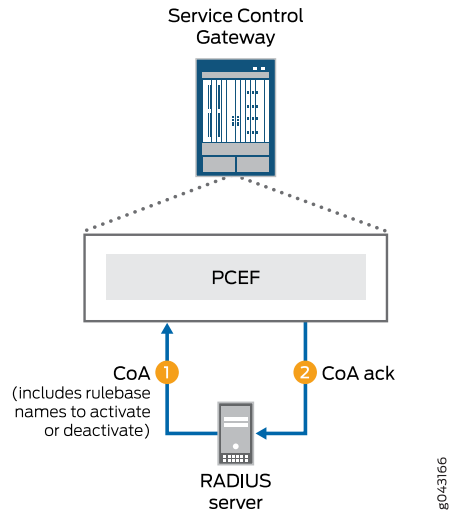 Service Control
Gateway
PCEF
CoA 1
(includes rulebase
names to activate
or deactivate)
2 CoA ack
RADIUS
server
g043166